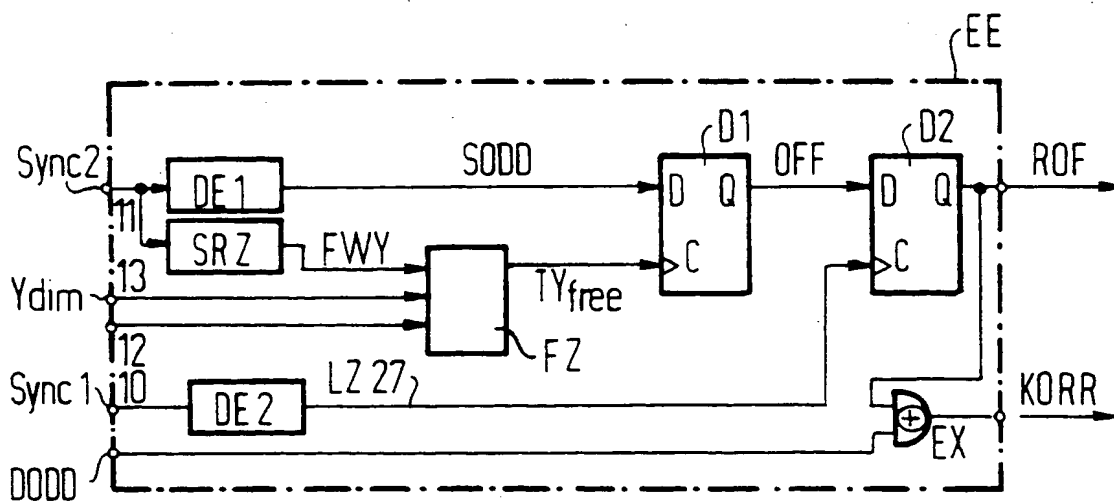 EE
D1
D2
Sync2
DE1
SODD
D Q
OFF
D Q
ROF
11
SRZ
FWY
C
C
Ydim
13
TYfree
12
FZ
Sync 1
10
DE2
LZ 27
KORR
EX
DODD